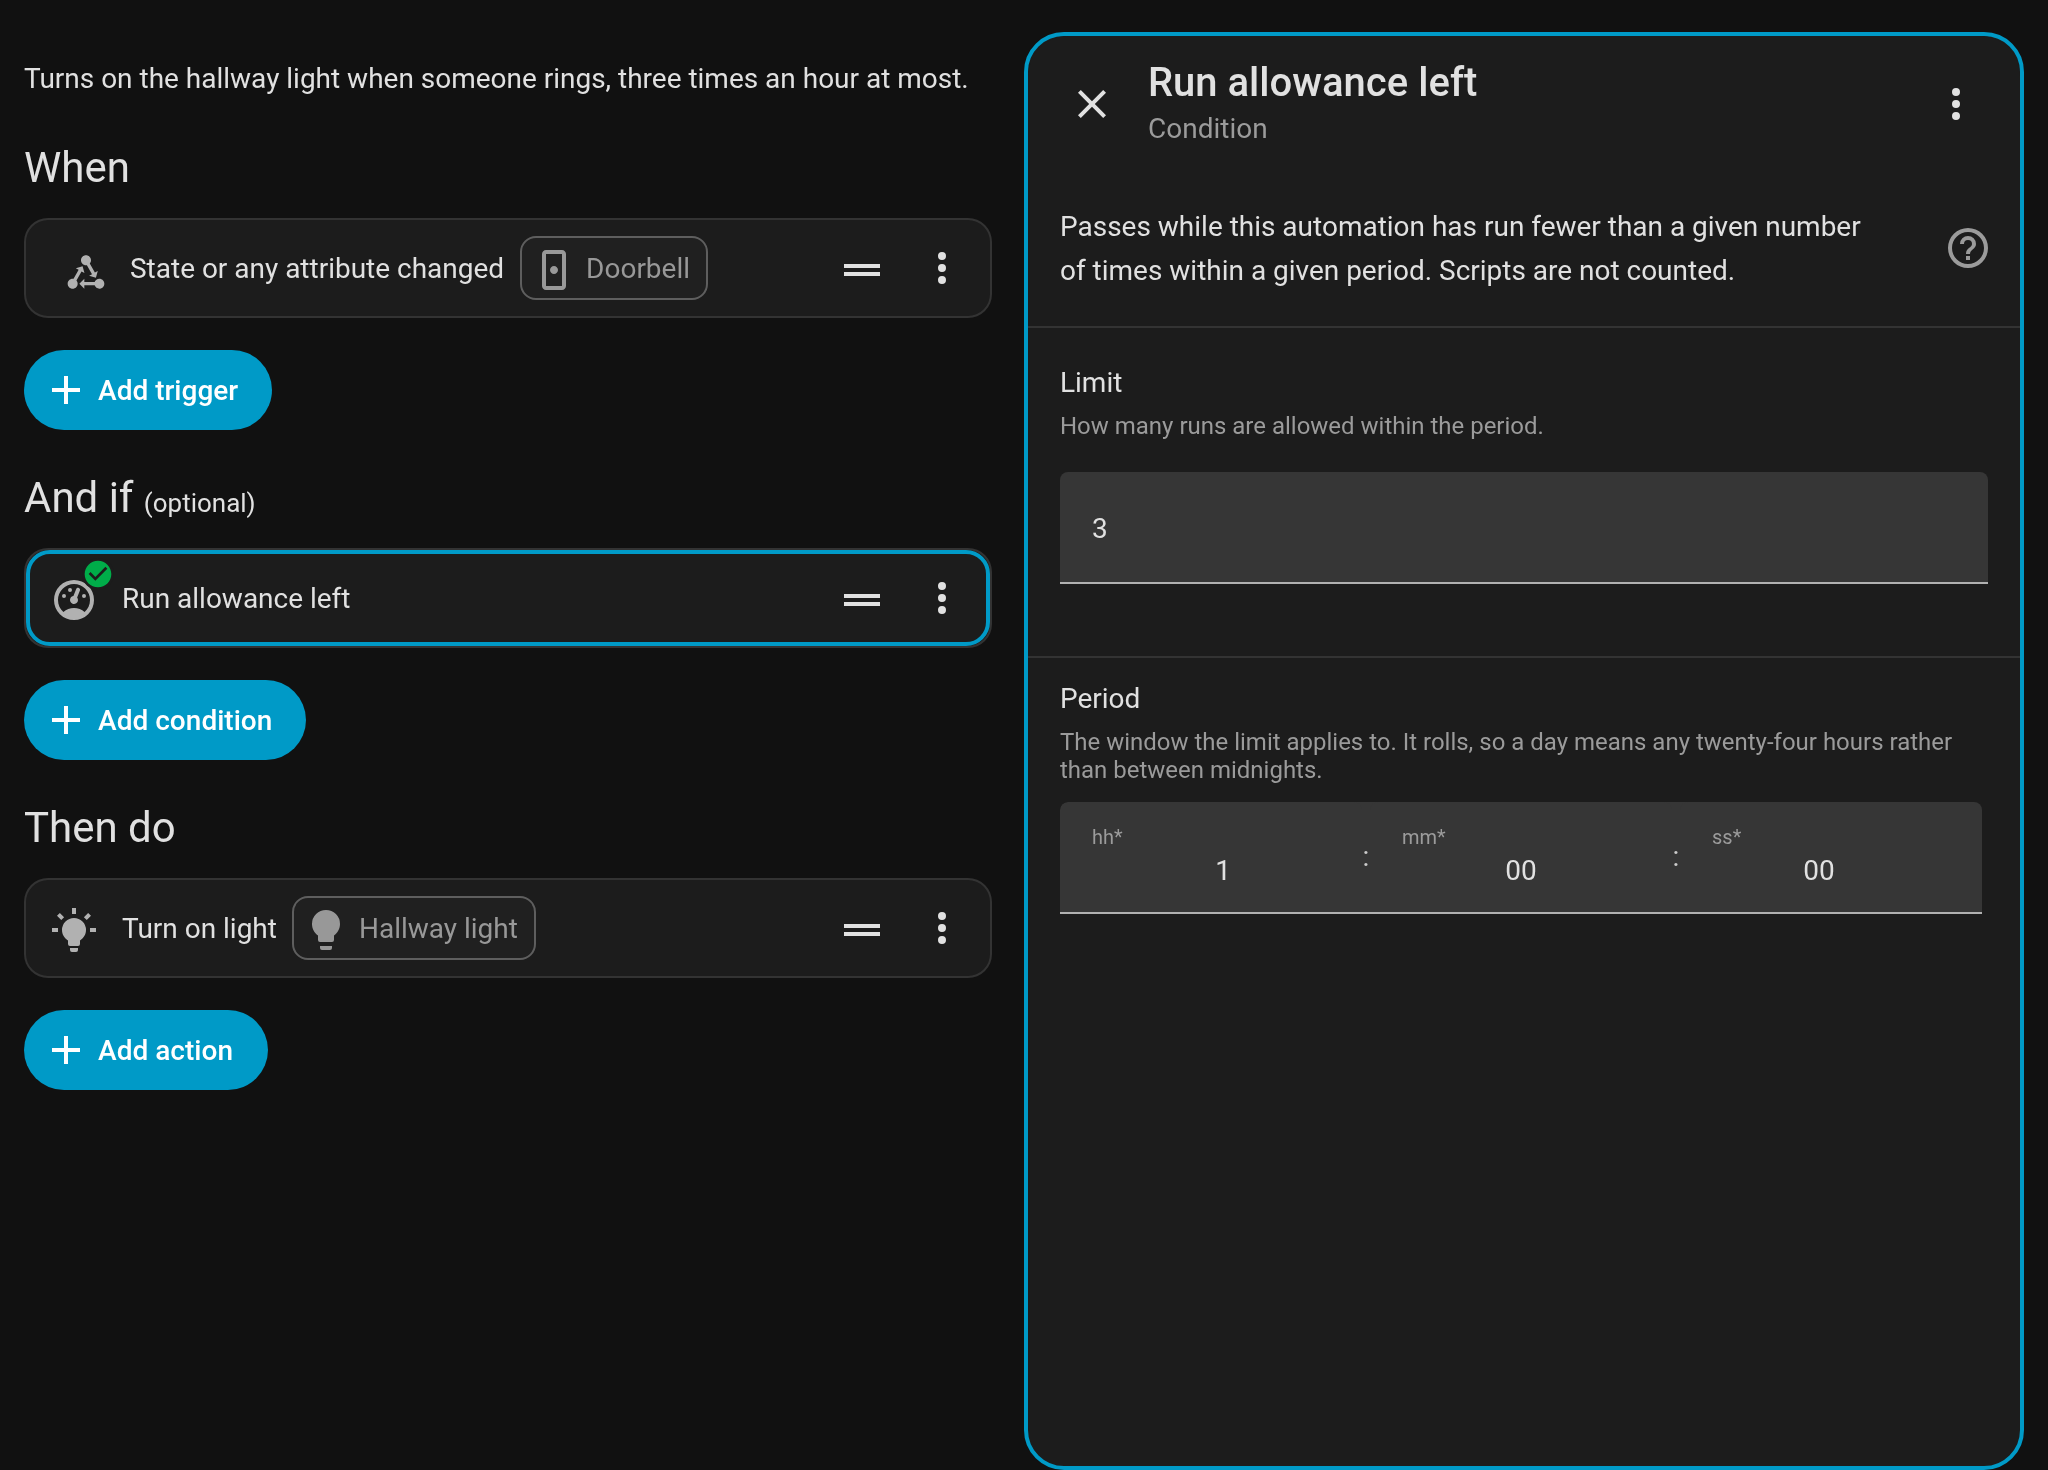 Turns on the hallway light when someone rings, three times an hour at most.
When
State or any attribute changed Doorbell
Add trigger
And if (optional)
Run allowance left
Add condition
Then do
Turn on light Hallway light
Add action
Run allowance left
Condition
Passes while this automation has run fewer than a given number
of times within a given period. Scripts are not counted.
Limit
How many runs are allowed within the period.
3
Period
The window the limit applies to. It rolls, so a day means any twenty-four hours rather
than between midnights.
hh* mm* ss*
1 : 00 : 00